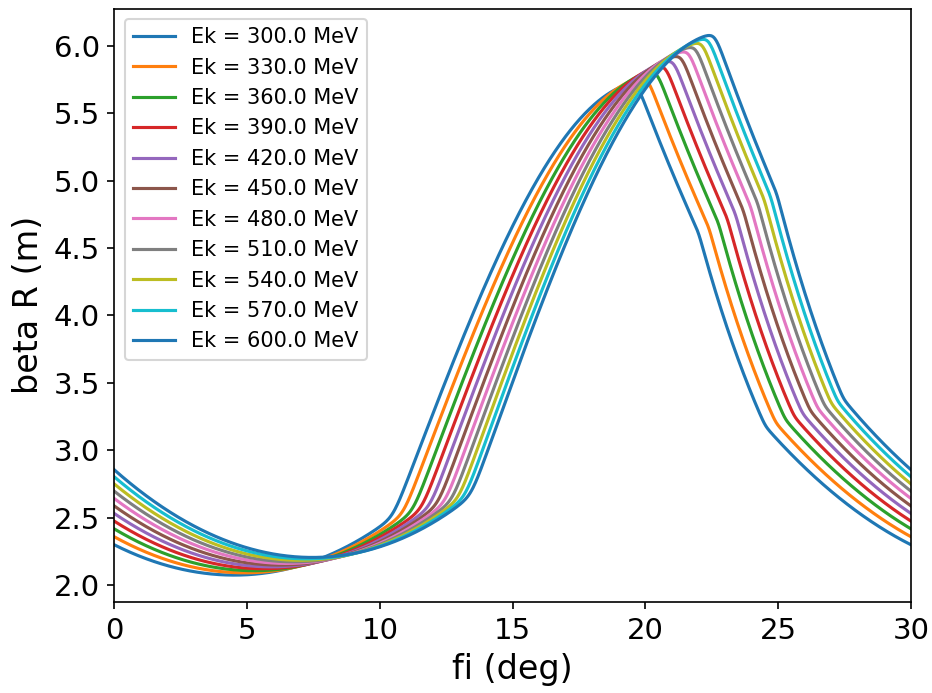 Ek = 300.0 MeV
Ek = 330.0 MeV
Ek = 360.0 MeV
Ek = 390.0 MeV
Ek = 420.0 MeV
Ek = 450.0 MeV
Ek = 480.0 MeV
Ek = 510.0 MeV
Ek = 540.0 MeV
Ek = 570.0 MeV
Ek = 600.0 MeV
6.0
5.5
5.0
4.5
4.0
3.5
3.0
2.5
2.0
beta R (m)
0 5 10 15 20 25 30
fi (deg)